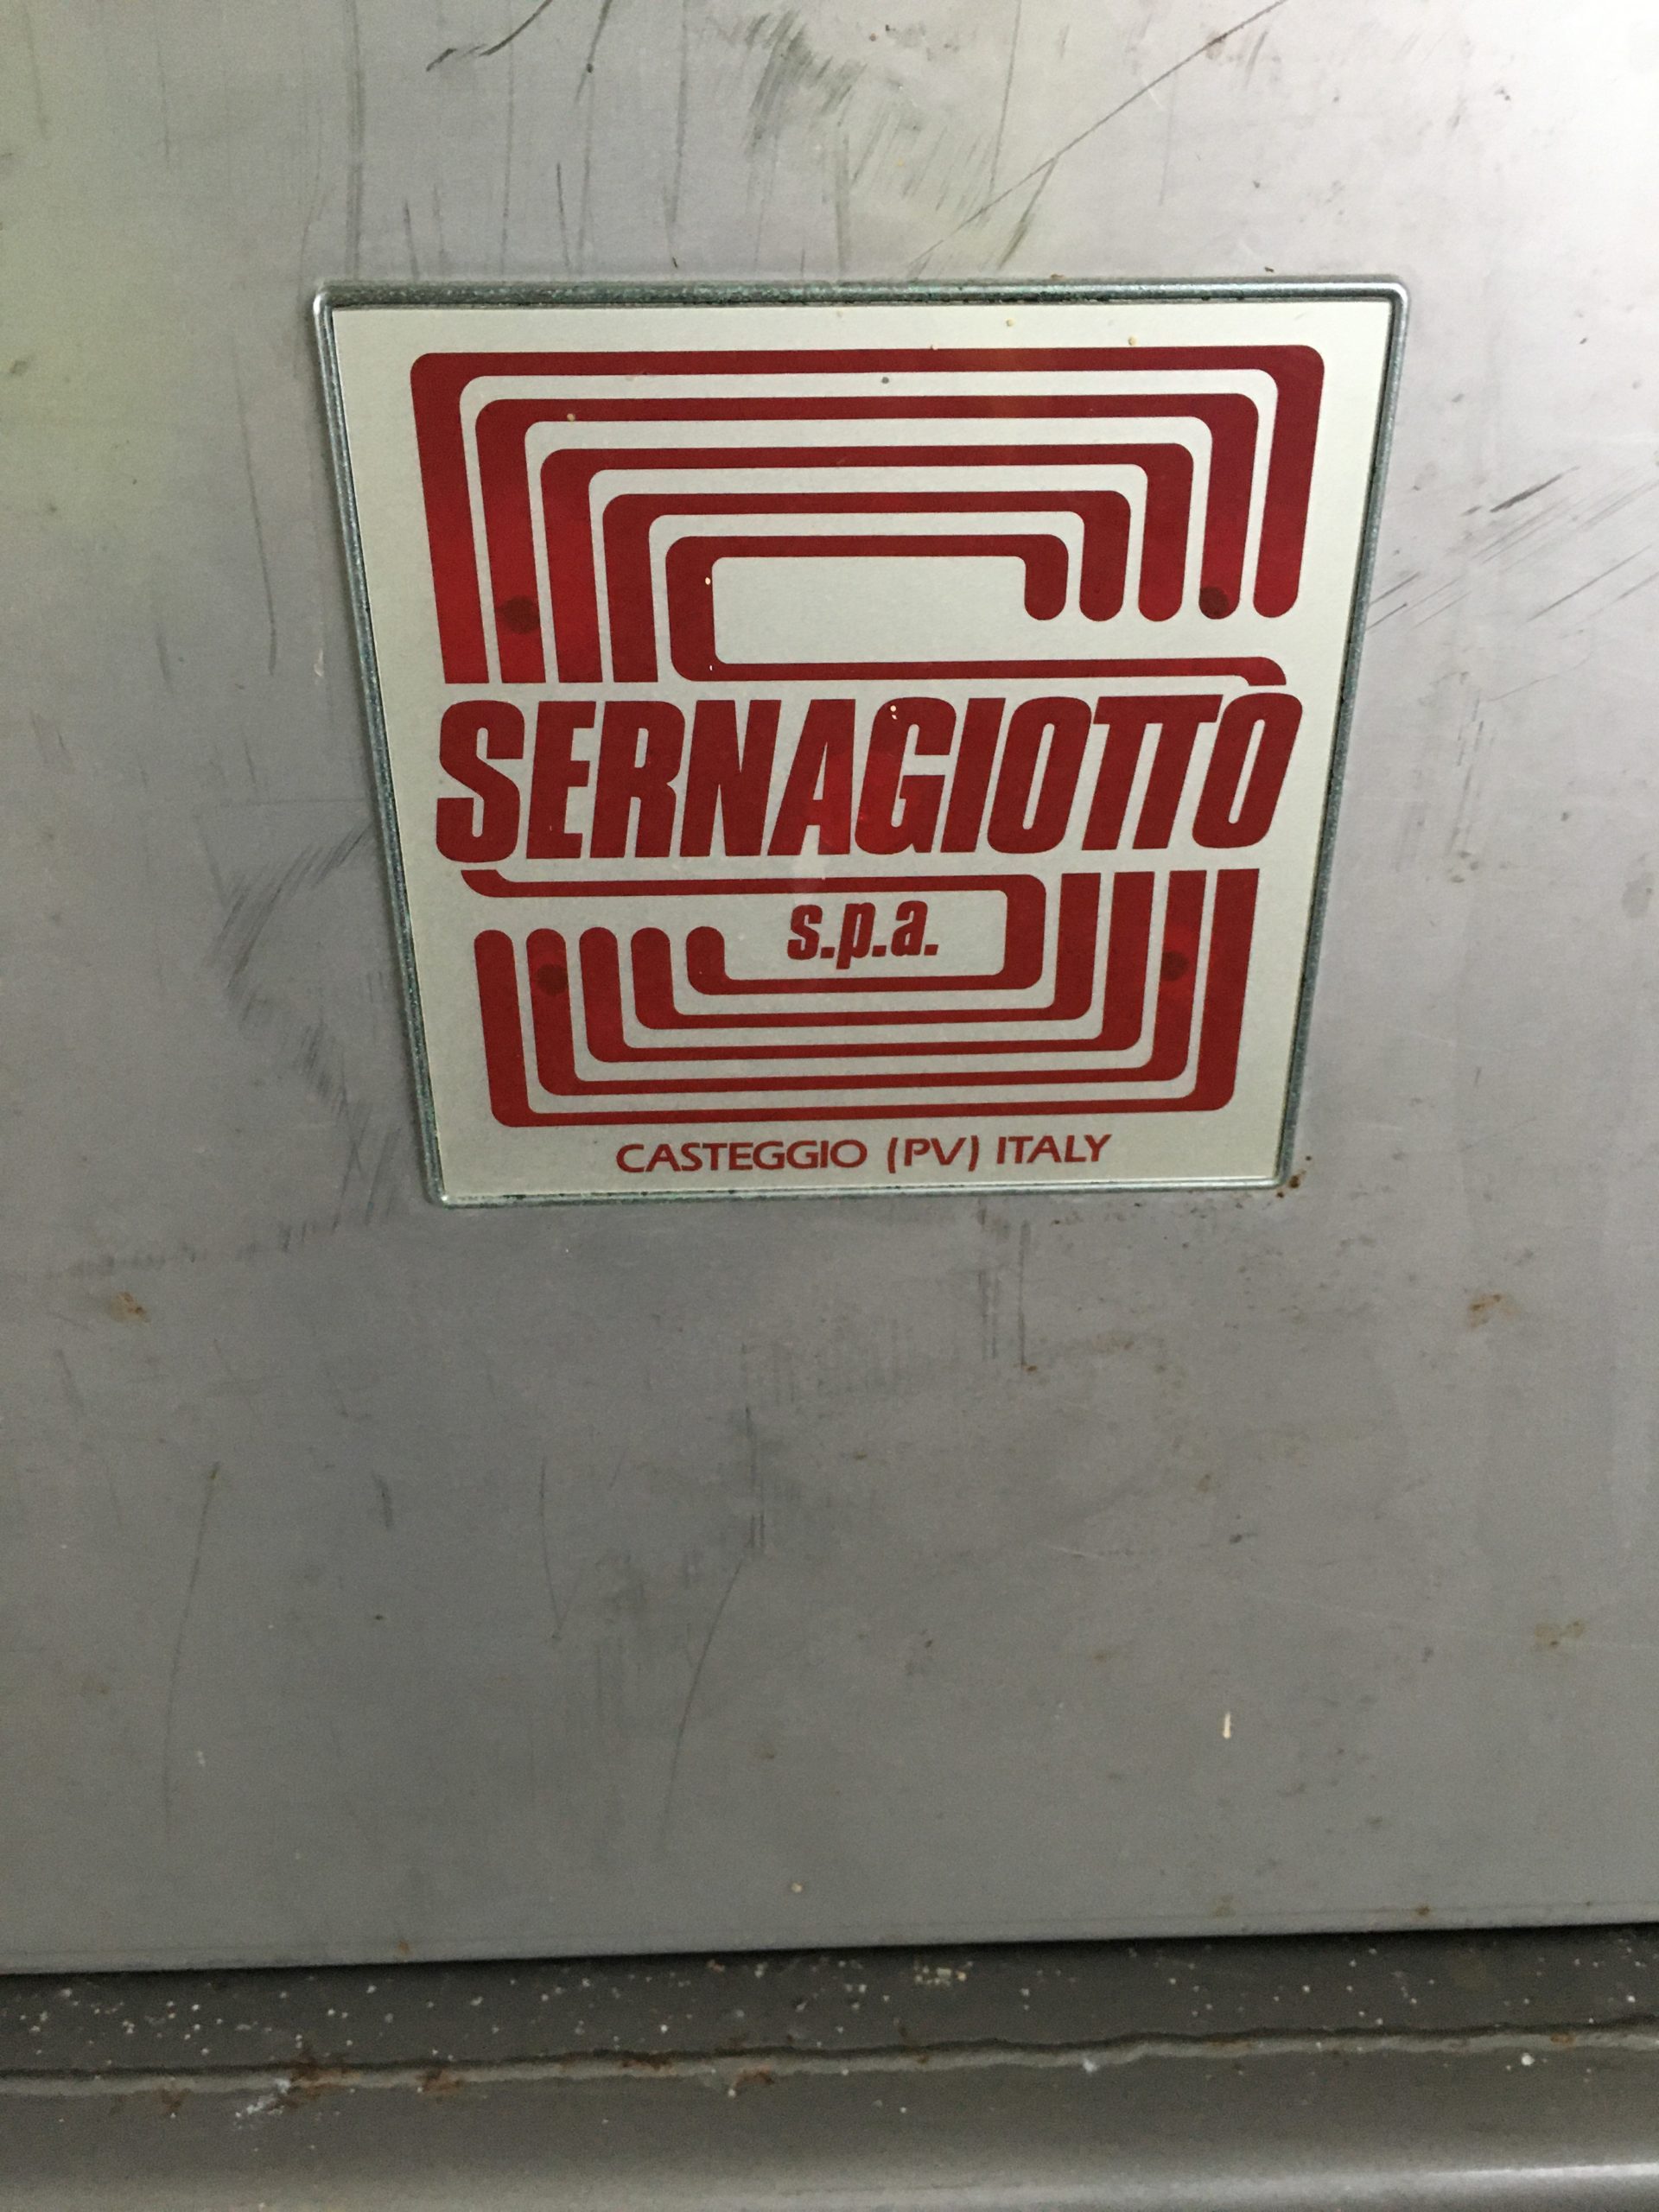 SERNAGIOTTO
s.p.a.
CASTEGGIO (PV) ITALY